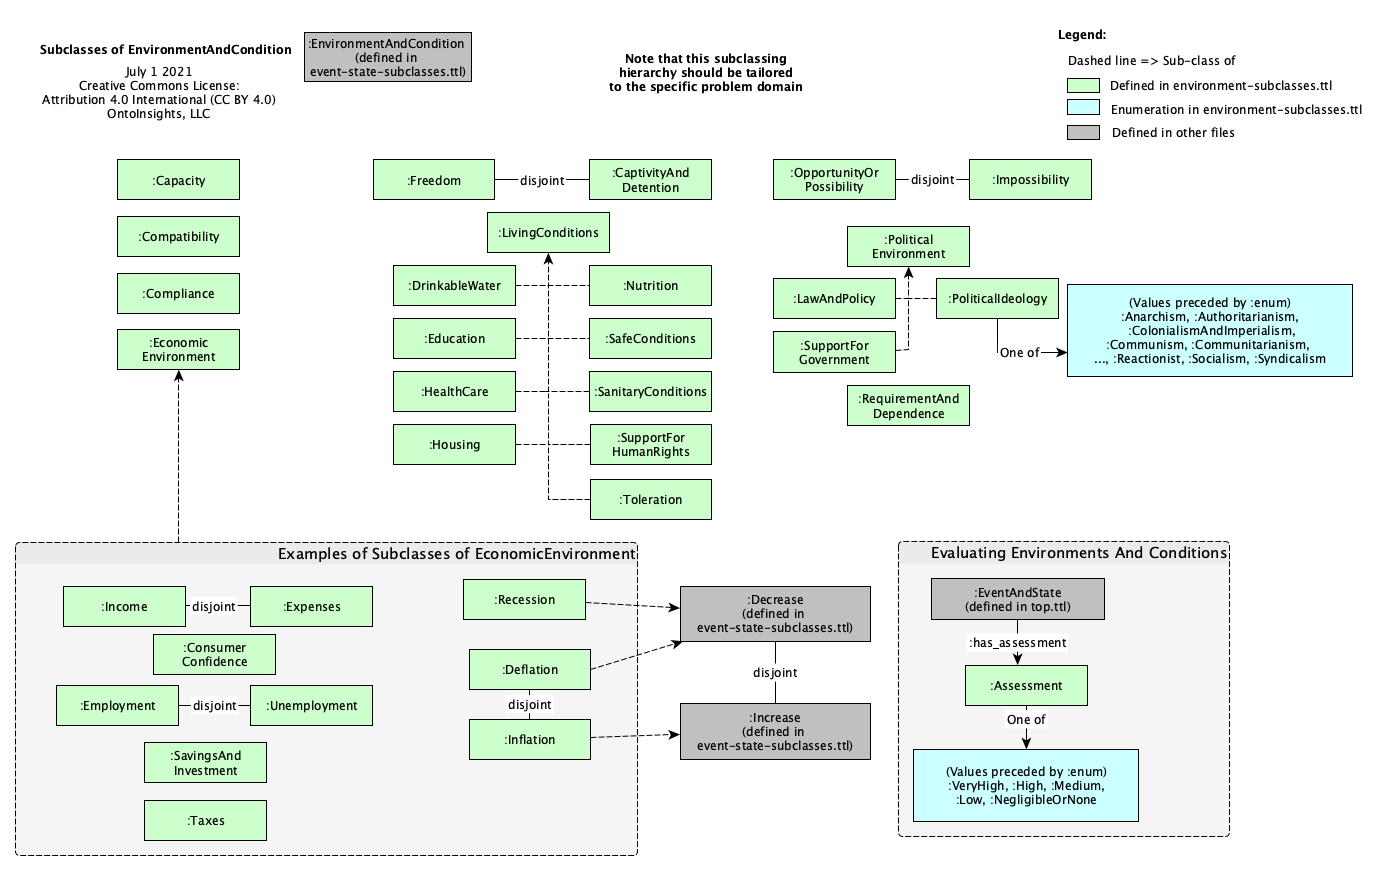 Subclasses of EnvironmentAndCondition
July 1 2021
Creative Commons License:
Attribution 4.0 International (CC BY 4.0)
OntoInsights, LLC
:EnvironmentAndCondition
(defined in
event-state-subclasses.ttl)
Note that this subclassing
hierarchy should be tailored
to the specific problem domain
Legend:
Dashed line => Sub-class of
Defined in environment-subclasses.ttl
Enumeration in environment-subclasses.ttl
Defined in other files
:Capacity
:Compatibility
:Compliance
:Economic
Environment
:Freedom
disjoint
:CaptivityAnd
Detention
:LivingConditions
:DrinkableWater
:Nutrition
:Education
:SafeConditions
:HealthCare
:SanitaryConditions
:Housing
:SupportFor
HumanRights
:Toleration
:OpportunityOr
Possibility
disjoint
:Impossibility
:Political
Environment
:LawAndPolicy
:PoliticalIdeology
:SupportFor
Government
One of
(Values preceded by :enum)
:Anarchism, :Authoritarianism,
:ColonialismAndImperialism,
:Communism, :Communitarianism,
..., :Reactionist, :Socialism, :Syndicalism
:RequirementAnd
Dependence
Examples of Subclasses of EconomicEnvironment
:Income
disjoint
:Expenses
:Consumer
Confidence
:Employment
disjoint
:Unemployment
:SavingsAnd
Investment
:Taxes
:Recession
:Deflation
disjoint
:Inflation
:Decrease
(defined in
event-state-subclasses.ttl)
disjoint
:Increase
(defined in
event-state-subclasses.ttl)
Evaluating Environments And Conditions
:EventAndState
(defined in top.ttl)
:has_assessment
:Assessment
One of
(Values preceded by :enum)
:VeryHigh, :High, :Medium,
:Low, :NegligibleOrNone